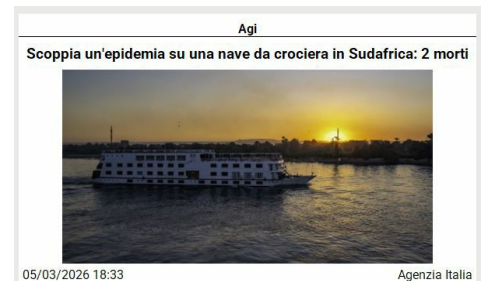 Agi
Scoppia un'epidemia su una nave da crociera in Sudafrica: 2 morti
05/03/2026 18:33
Agenzia Italia